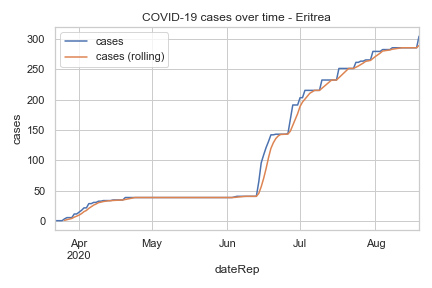 COVID-19 cases over time - Eritrea
cases
cases (rolling)
300
250
200
150
100
50
0
cases
Apr
2020
May
Jun
Jul
Aug
dateRep